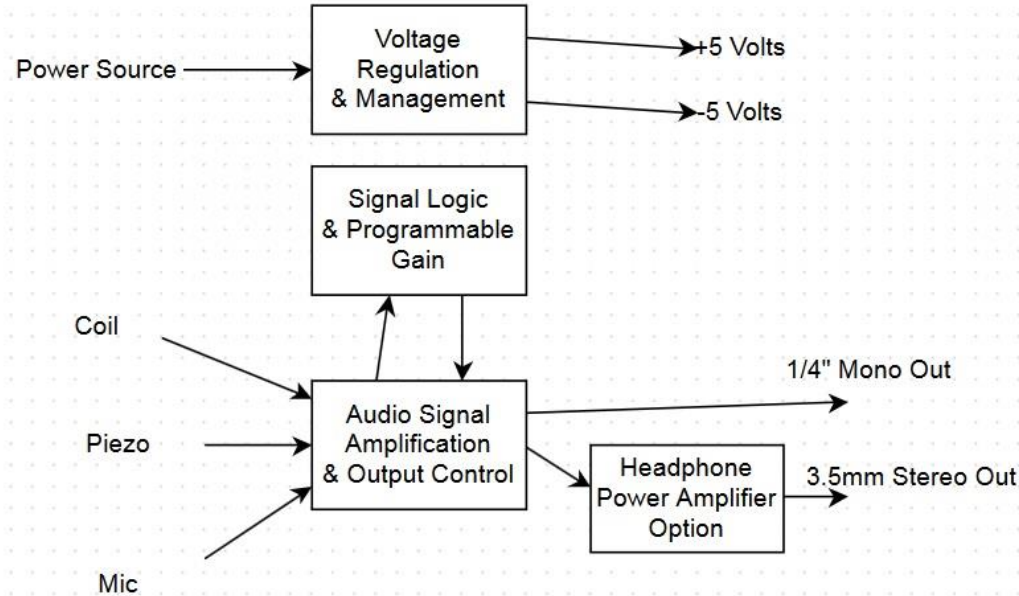 Power Source
Voltage
Regulation
& Management
+5 Volts
-5 Volts
Signal Logic
& Programmable
Gain
Coil
Piezo
Mic
Audio Signal
Amplification
& Output Control
1/4" Mono Out
Headphone
Power Amplifier
Option
3.5mm Stereo Out